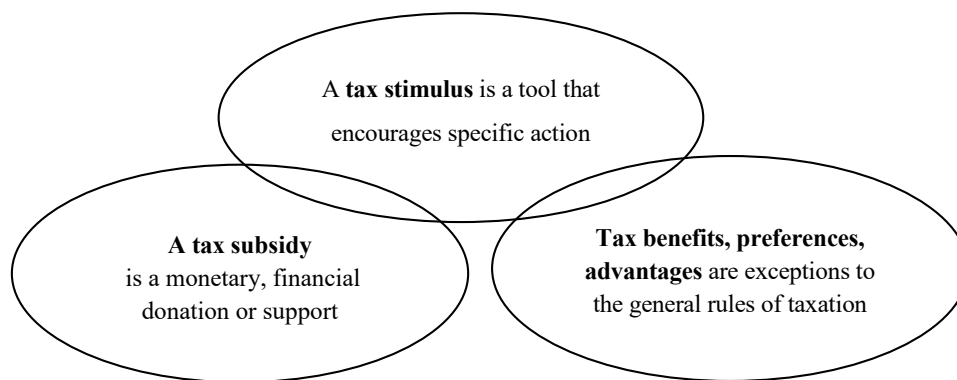 A tax stimulus is a tool that
encourages specific action
A tax subsidy
is a monetary, financial
donation or support
Tax benefits, preferences,
advantages are exceptions to
the general rules of taxation